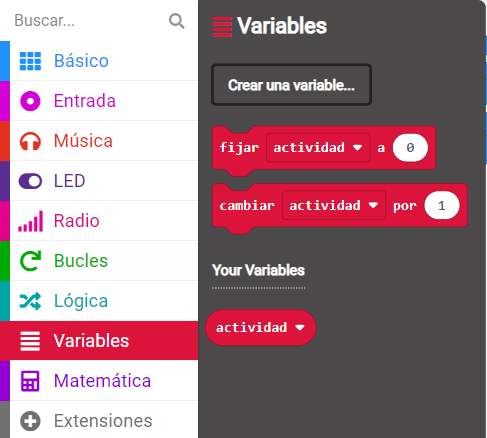 Buscar...
Básico
Entrada
Música
LED
Radio
Bucles
Lógica
Variables
Matemática
Extensiones
Variables
Crear una variable...
fijar actividad a 0
cambiar actividad por 1
Your Variables
actividad